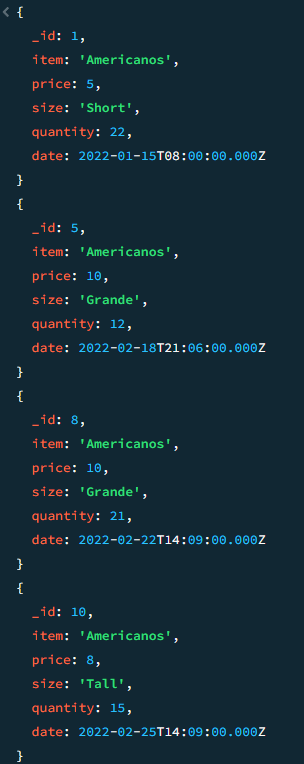 {
_id: 1,
item: 'Americanos',
price: 5,
size: 'Short',
quantity: 22,
date: 2022-01-15T08:00:00.000Z
}
{
_id: 5,
item: 'Americanos',
price: 10,
size: 'Grande',
quantity: 12,
date: 2022-02-18T21:06:00.000Z
}
{
_id: 8,
item: 'Americanos',
price: 10,
size: 'Grande',
quantity: 21,
date: 2022-02-22T14:09:00.000Z
}
{
_id: 10,
item: 'Americanos',
price: 8,
size: 'Tall',
quantity: 15,
date: 2022-02-25T14:09:00.000Z
}